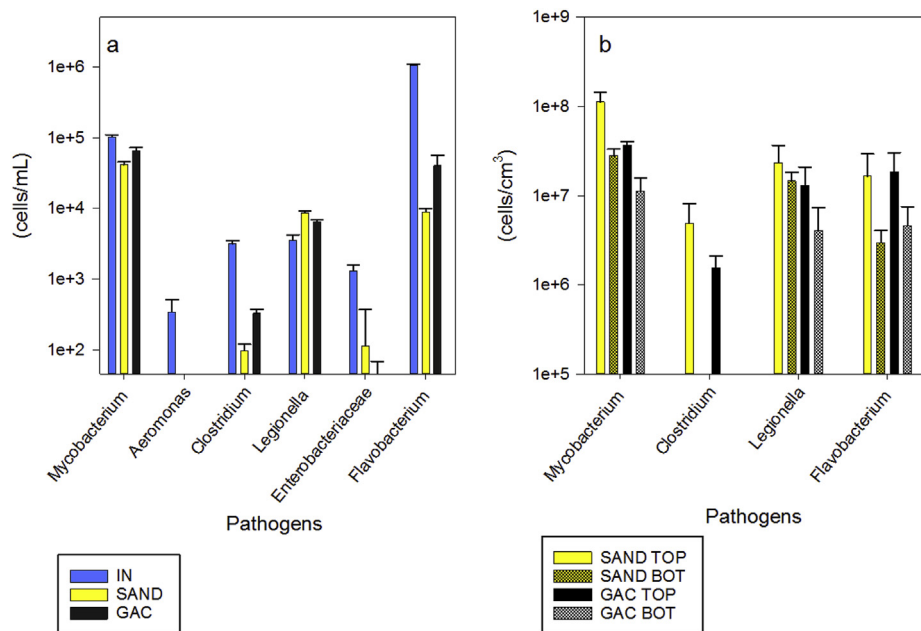 a
1e+6
1e+5
1e+4
1e+3
1e+2
(cells/mL)
Mycobacterium
Aeromonas
Clostridium
Legionella
Enterobacteriaceae
Flavobacterium
Pathogens
IN
SAND
GAC
b
1e+9
1e+8
1e+7
1e+6
1e+5
(cells/cm³)
Mycobacterium
Clostridium
Legionella
Flavobacterium
Pathogens
SAND TOP
SAND BOT
GAC TOP
GAC BOT